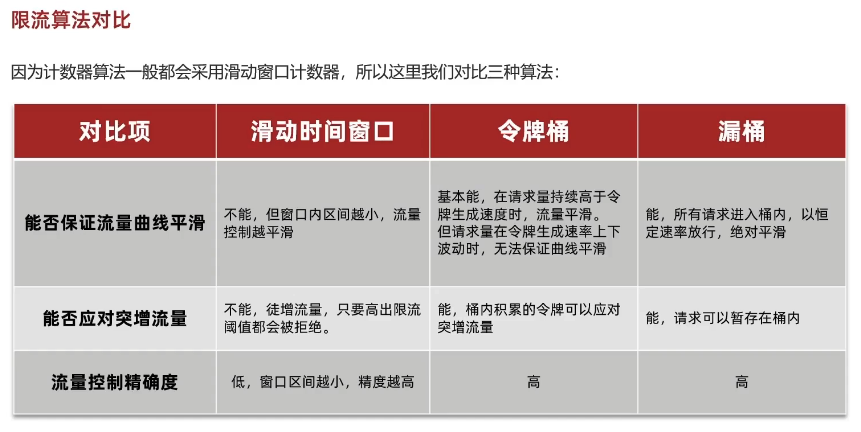 限流算法对比
因为计数器算法一般都会采用滑动窗口计数器，所以这里我们对比三种算法：
对比项
滑动时间窗口
令牌桶
漏桶
能否保证流量曲线平滑
不能，但窗口内区间越小，流量
控制越平滑
基本能，在请求量持续高于令
牌生成速度时，流量平滑。
但请求量在令牌生成速率上下
波动时，无法保证曲线平滑
能，所有请求进入桶内，以恒
定速率放行，绝对平滑
能否应对突增流量
不能，徒增流量，只要高出限流
阈值都会被拒绝。
能，桶内积累的令牌可以应对
突增流量
能，请求可以暂存在桶内
流量控制精确度
低，窗口区间越小，精度越高
高
高